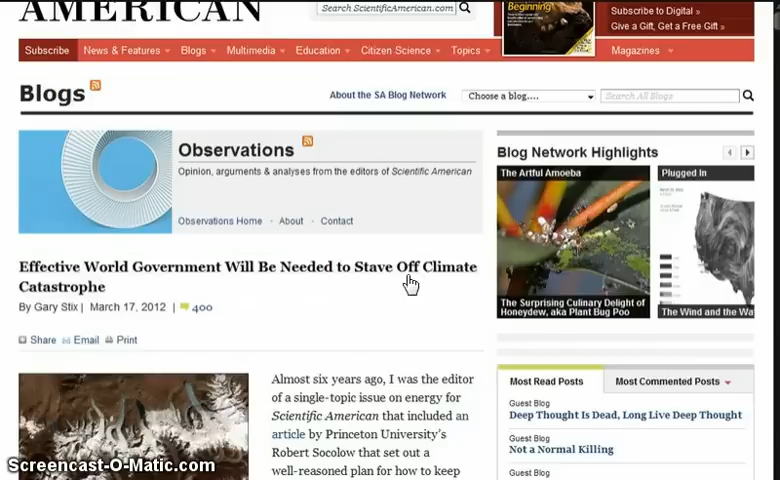 AMERICAN
Search ScientificAmerican.com
Beginning
Subscribe to Digital »
Give a Gift, Get a Free Gift »
Subscribe News & Features Blogs Multimedia Education Citizen Science Topics Magazines
Blogs
About the SA Blog Network Choose a blog.... Search All Blogs
Observations
Opinion, arguments & analyses from the editors of Scientific American
Observations Home · About · Contact
Blog Network Highlights
The Artful Amoeba
Plugged In
The Surprising Culinary Delight of
Honeydew, aka Plant Bug Poo
The Wind and the Wa
Effective World Government Will Be Needed to Stave Off Climate
Catastrophe
By Gary Stix | March 17, 2012 | 400
Share Email Print
Almost six years ago, I was the editor
of a single-topic issue on energy for
Scientific American that included an
article by Princeton University's
Robert Socolow that set out a
well-reasoned plan for how to keep
Most Read Posts
Most Commented Posts
Guest Blog
Deep Thought Is Dead, Long Live Deep Thought
Guest Blog
Not a Normal Killing
Guest Blog
Screencast-O-Matic.com